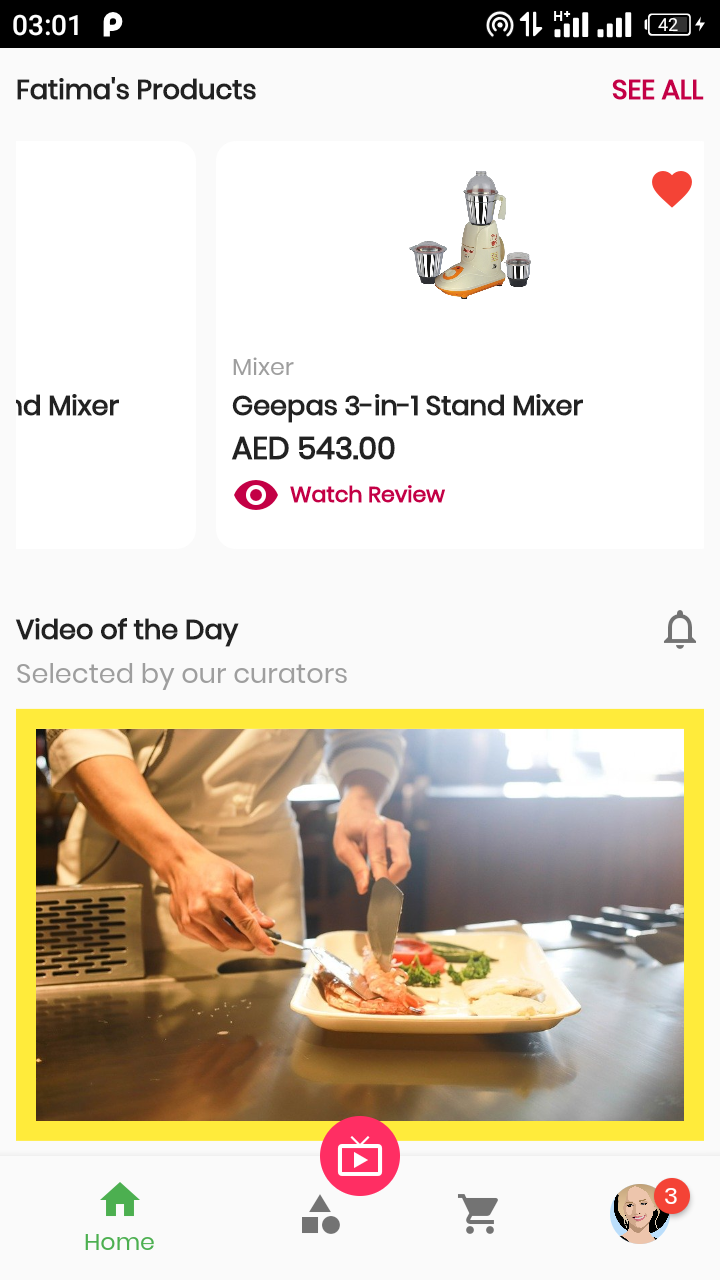 03:01
H+
42
Fatima's Products
SEE ALL
nd Mixer
Mixer
Geepas 3-in-1 Stand Mixer
AED 543.00
Watch Review
Video of the Day
Selected by our curators
3
Home